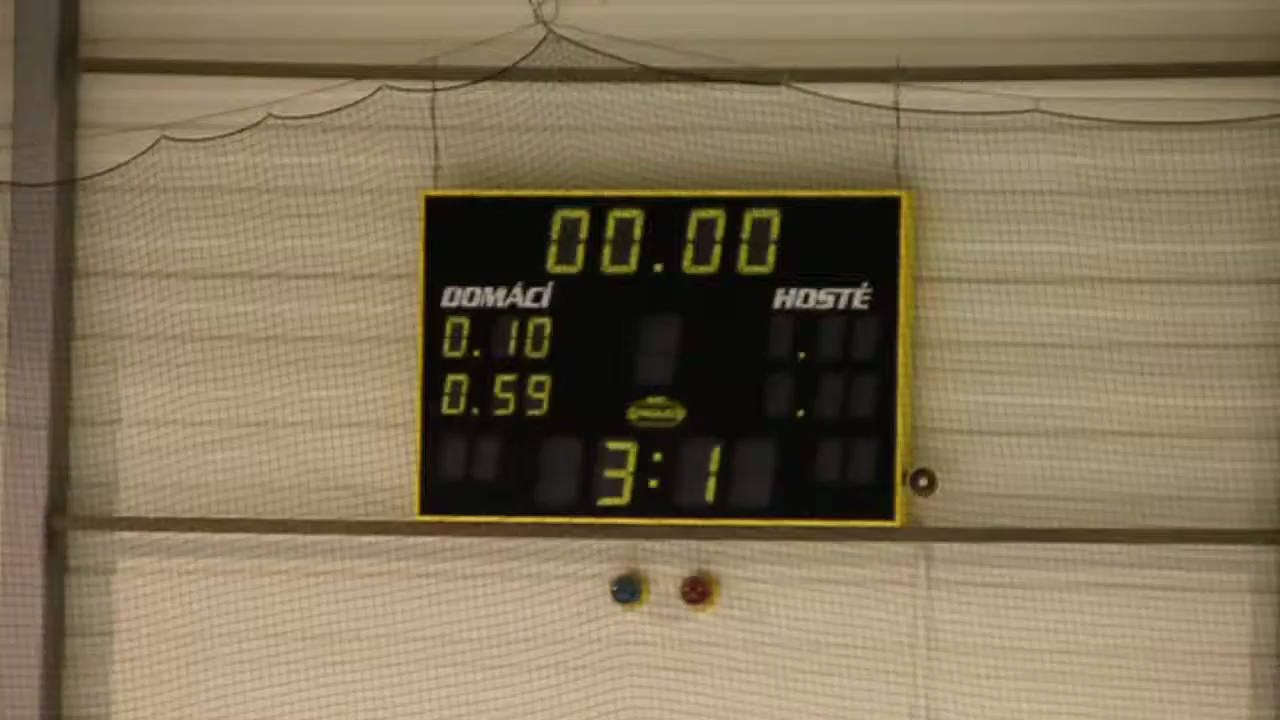 00.00
DOMÁCÍ HOSTÉ
0.10 .
0.59 .
3:1